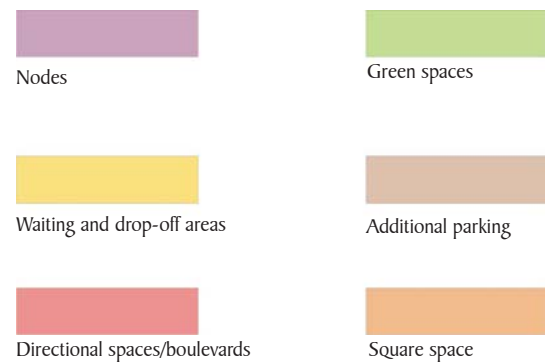 Nodes
Green spaces
Waiting and drop-off areas
Additional parking
Directional spaces/boulevards
Square space